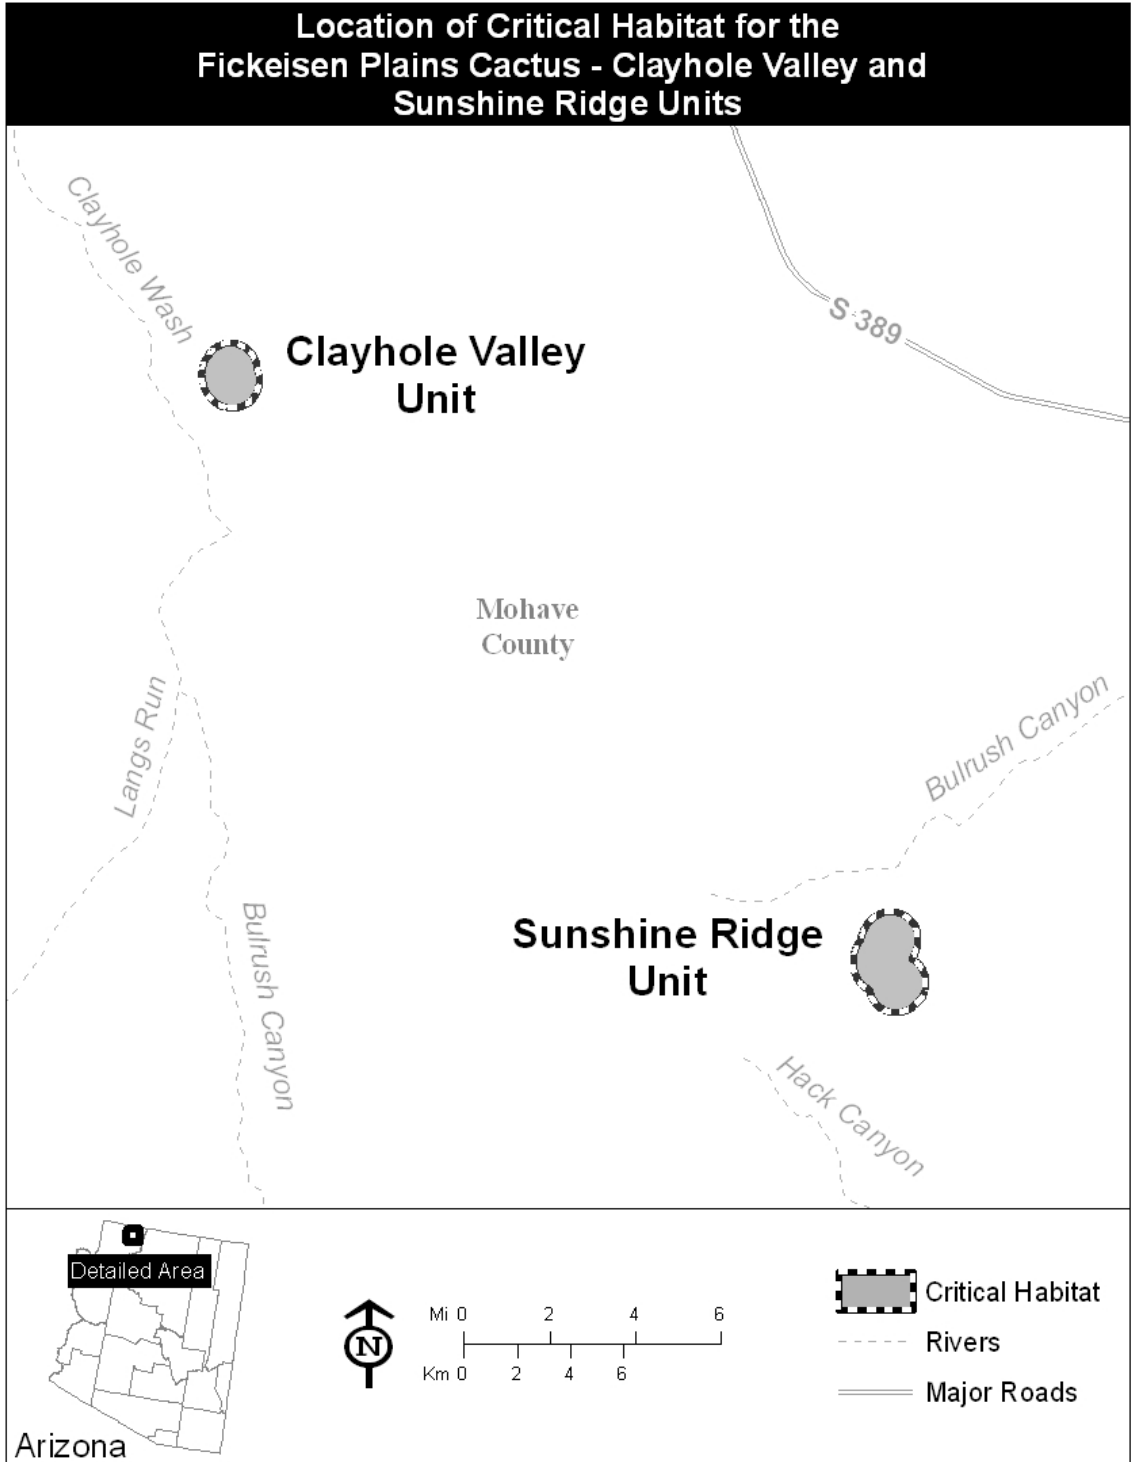 Location of Critical Habitat for the
Fickeisen Plains Cactus - Clayhole Valley and
Sunshine Ridge Units
Clayhole Wash
S 389
Clayhole Valley
Unit
Mohave
County
Langs Run
Bulrush Canyon
Bulrush Canyon
Sunshine Ridge
Unit
Hack Canyon
Detailed Area
Arizona
N
Mi 0 2 4 6
Km 0 2 4 6
Critical Habitat
Rivers
Major Roads